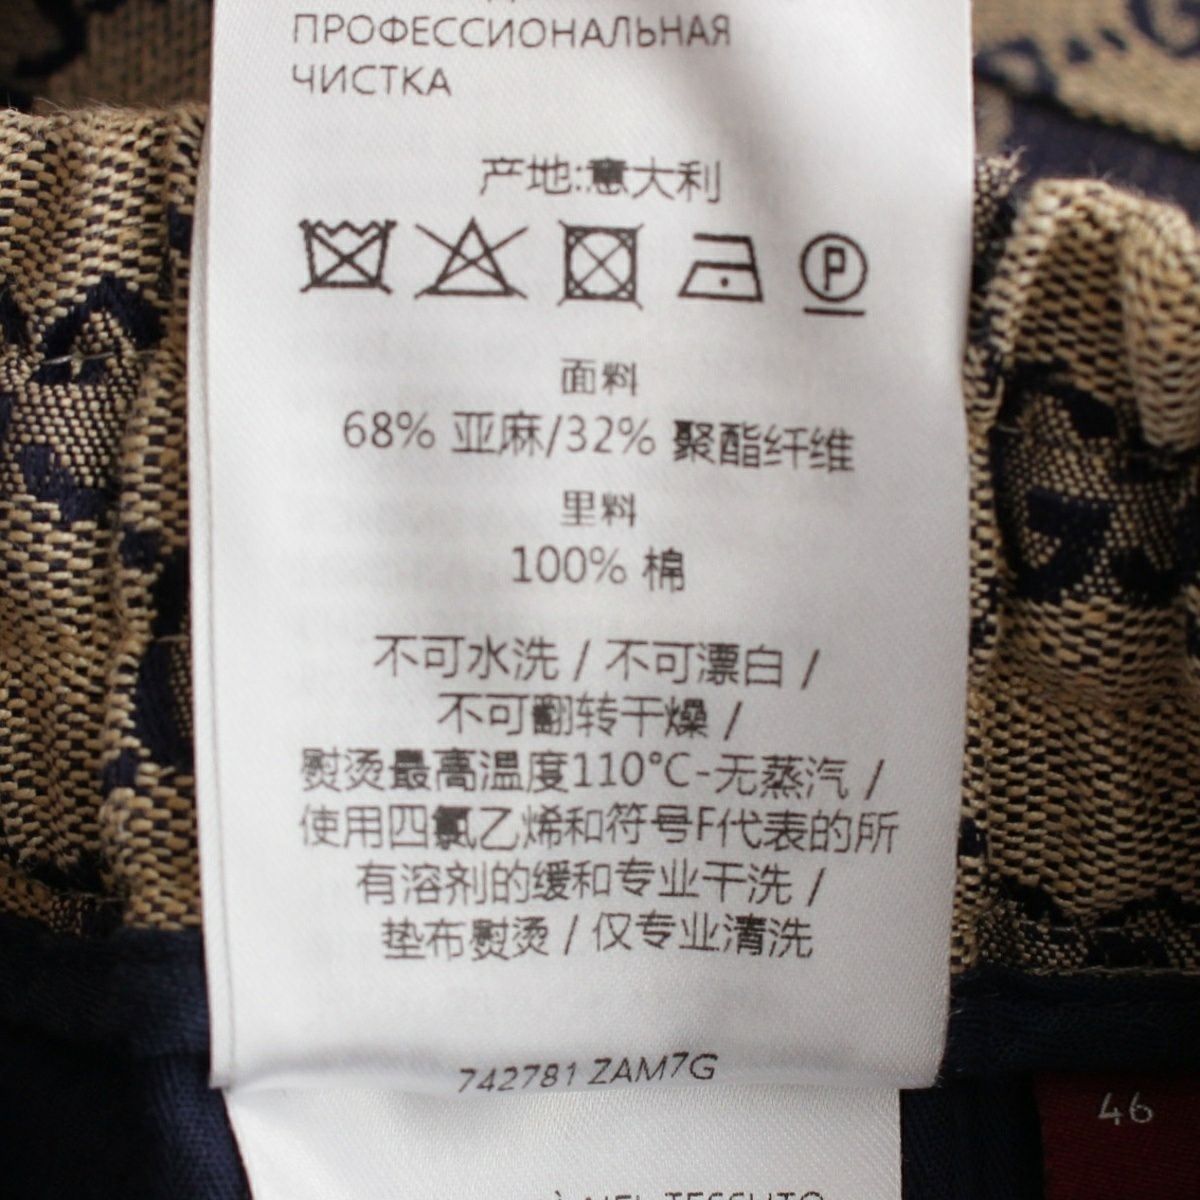 ПРОФЕССИОНАЛЬНАЯ
ЧИСТКА
产地:意大利
P
面料
68% 亚麻/32% 聚酯纤维
里料
100% 棉
不可水洗 / 不可漂白 /
不可翻转干燥 /
熨烫最高温度110°C-无蒸汽 /
使用四氯乙烯和符号F代表的所
有溶剂的缓和专业干洗 /
垫布熨烫 / 仅专业清洗
742781 ZAM7G
46
NEL TESSUTO